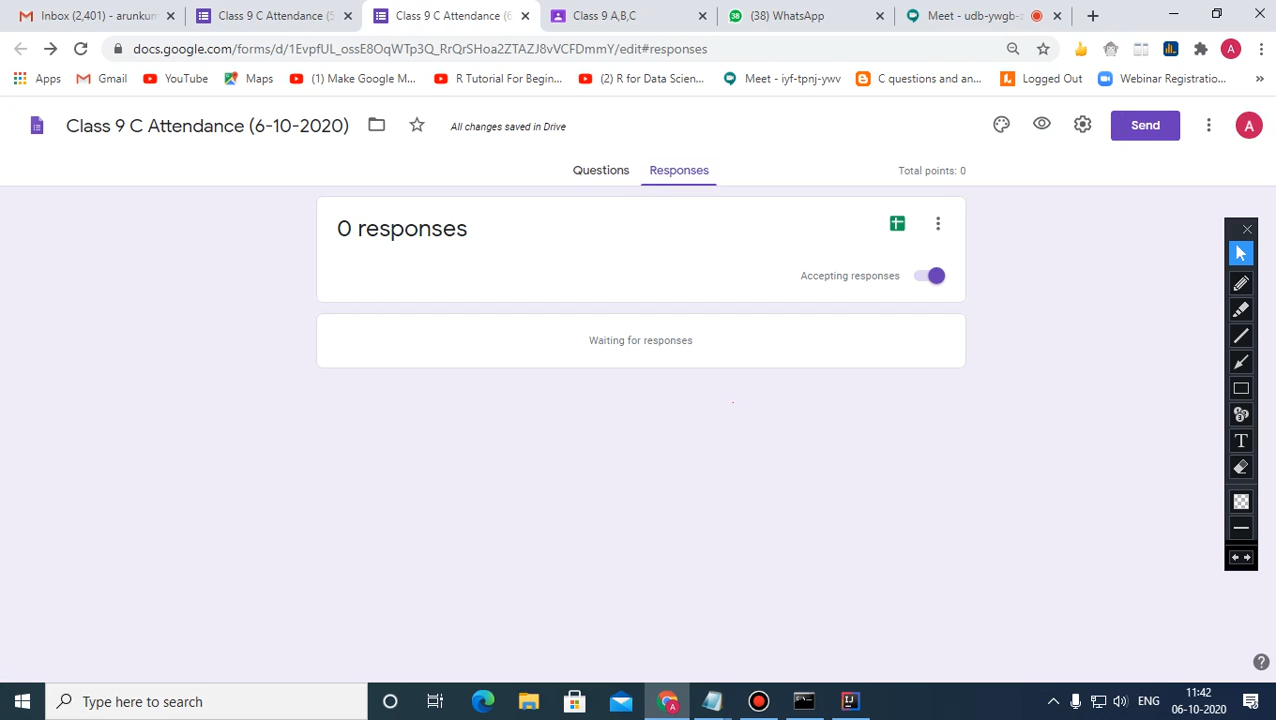 Inbox (2,401) - arunkum
Class 9 C Attendance (5
Class 9 C Attendance (6
Class 9 A,B,C
(38) WhatsApp
Meet - udb-ywgb-z
docs.google.com/forms/d/1EvpfUL_ossE8OqWTp3Q_RrQrSHoa2ZTAZJ8vVCFDmmY/edit#responses
A
Apps
Gmail
YouTube
Maps
(1) Make Google M...
R Tutorial For Begin...
(2) R for Data Scien...
Meet - iyf-tpnj-ywv
C questions and an...
Logged Out
Webinar Registratio...
»
Class 9 C Attendance (6-10-2020)
All changes saved in Drive
Send
A
Questions
Responses
Total points: 0
0 responses
Accepting responses
Waiting for responses
T
Type here to search
ENG
11:42
06-10-2020